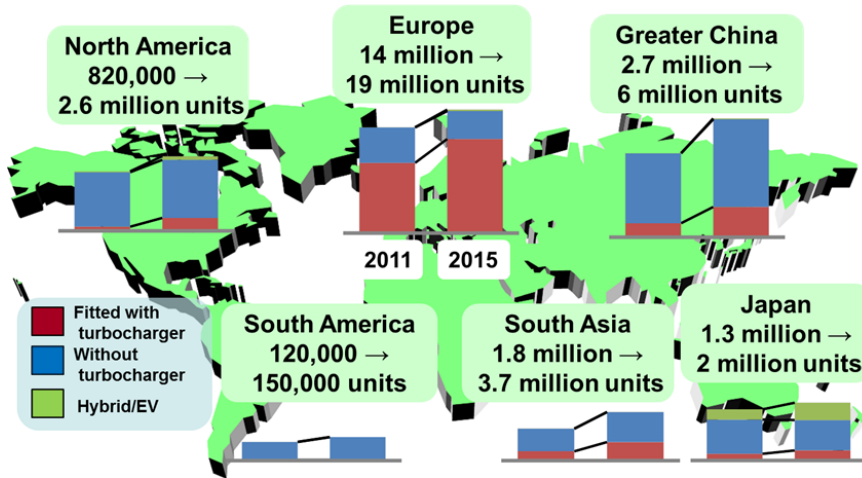 North America
820,000 →
2.6 million units
Europe
14 million →
19 million units
Greater China
2.7 million →
6 million units
2011
2015
Fitted with
turbocharger
Without
turbocharger
Hybrid/EV
South America
120,000 →
150,000 units
South Asia
1.8 million →
3.7 million units
Japan
1.3 million →
2 million units